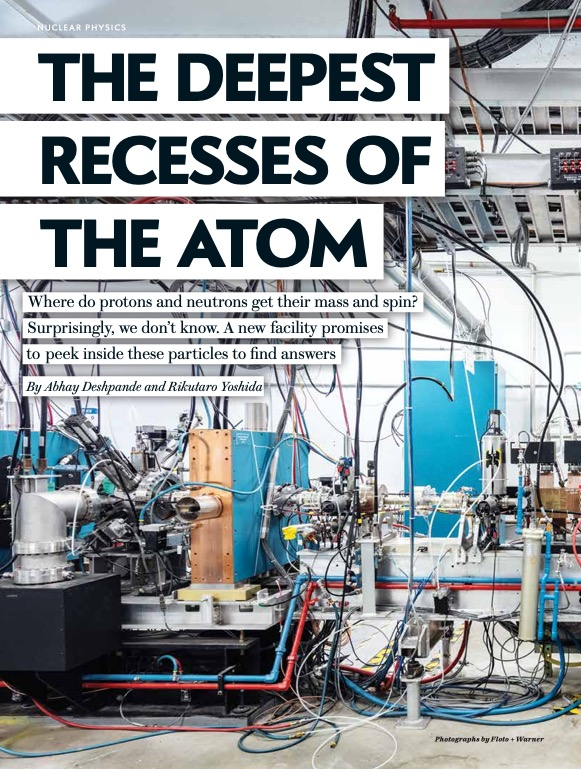 NUCLEAR PHYSICS
THE DEEPEST
RECESSES OF
THE ATOM
Where do protons and neutrons get their mass and spin?
Surprisingly, we don't know. A new facility promises
to peek inside these particles to find answers
By Abhay Deshpande and Rikutaro Yoshida
Photographs by Floto + Warner